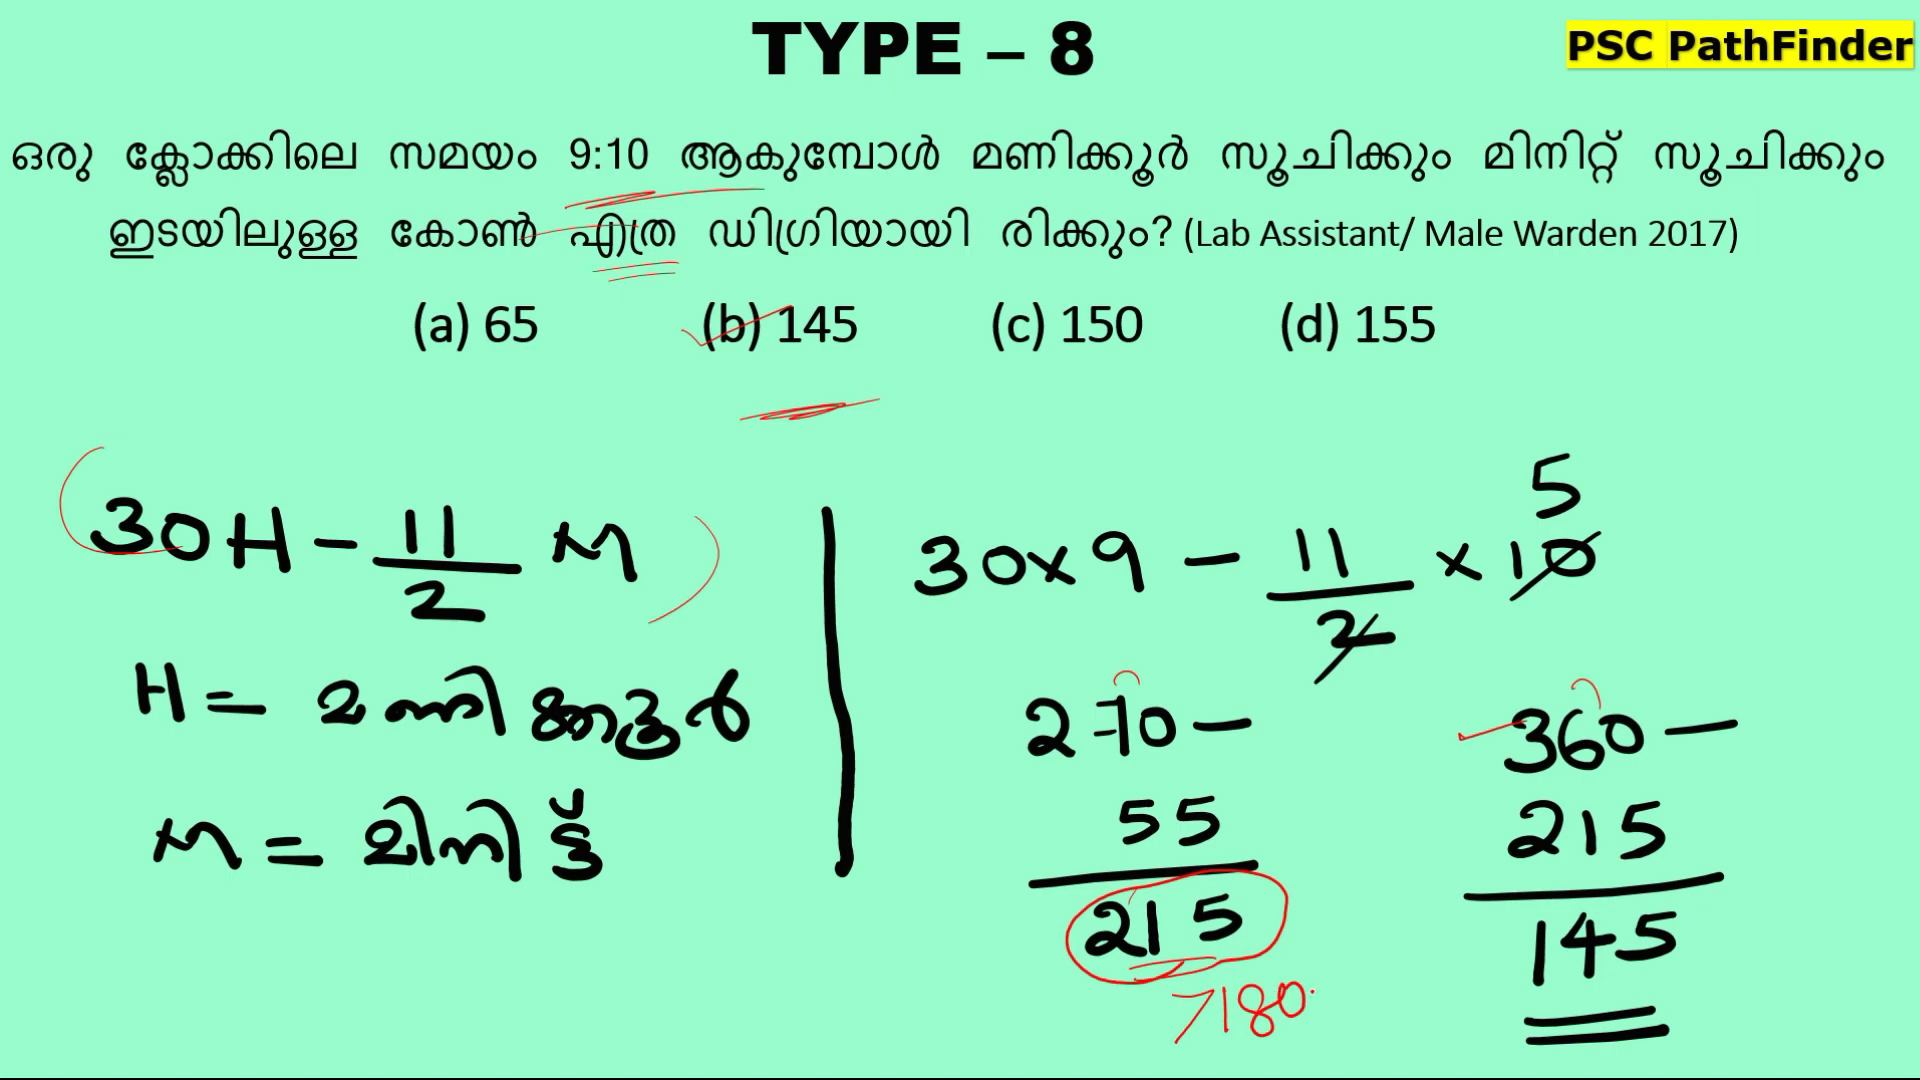 TYPE – 8
PSC PathFinder
ഒരു ക്ലോക്കിലെ സമയം 9:10 ആകുമ്പോൾ മണിക്കൂർ സൂചിക്കും മിനിറ്റ് സൂചിക്കും
ഇടയിലുള്ള കോൺ എത്ര ഡിഗ്രിയായി രിക്കും? (Lab Assistant/ Male Warden 2017)
(a) 65 (b) 145 (c) 150 (d) 155
30H - 11/2 M
H = മണിക്കൂർ
M = മിനിട്ട്
5
30 x 9 - 11/2 x 10
270 -
55
215
>180
360 -
215
145